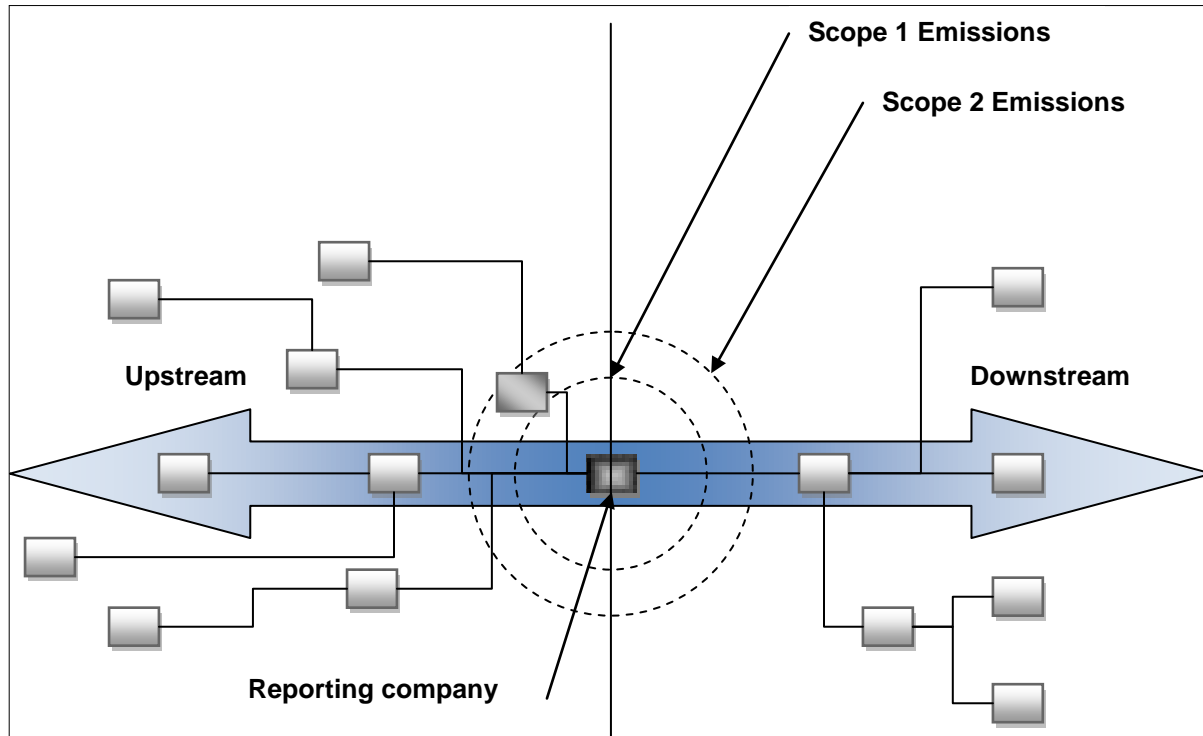 Scope 1 Emissions
Scope 2 Emissions
Upstream
Downstream
Reporting company